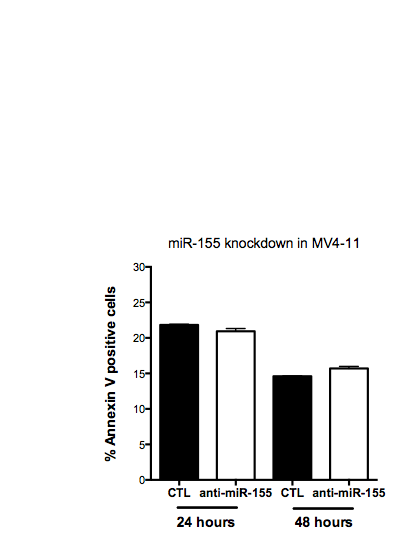 miR-155 knockdown in MV4-11
% Annexin V positive cells
30
25
20
15
10
5
0
CTL anti-miR-155 CTL anti-miR-155
24 hours 48 hours